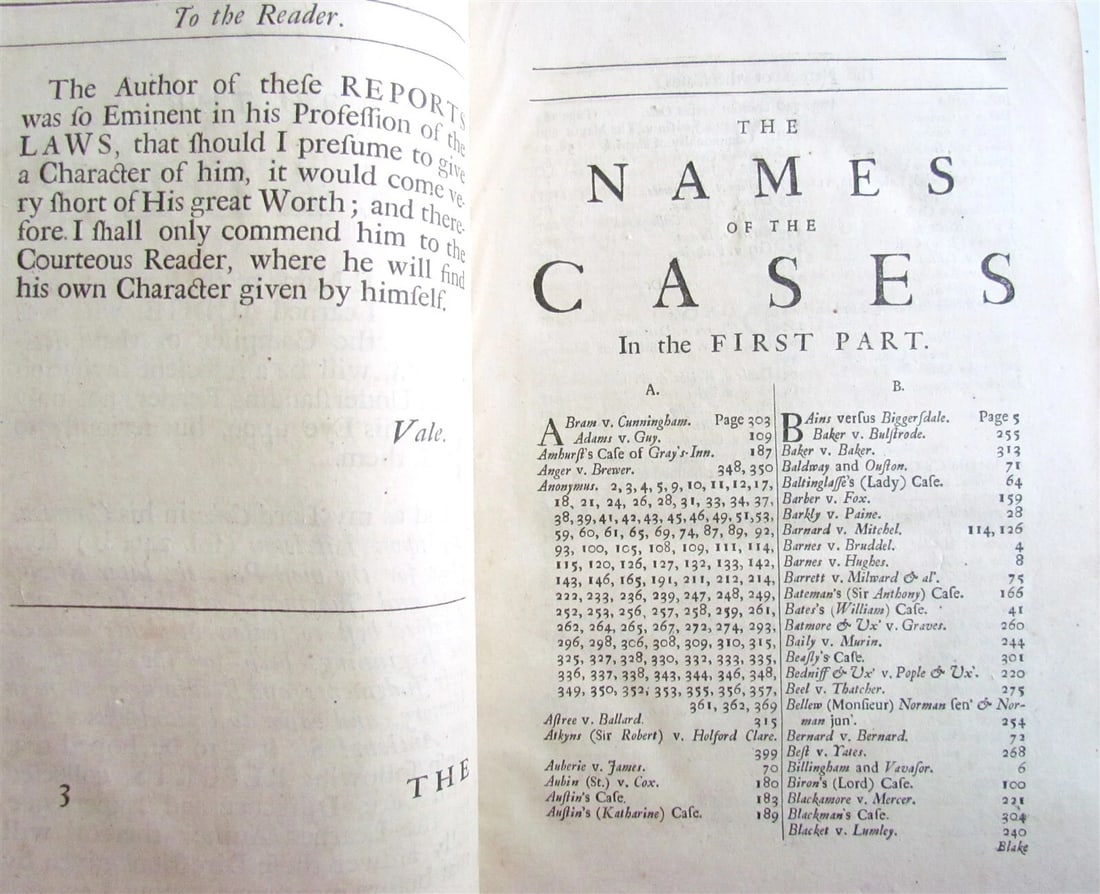 To the Reader.
The Author of theſe REPORTS
was ſo Eminent in his Profeſſion of the
LAWS, that ſhould I preſume to give
a Character of him, it would come ve-
ry ſhort of His great Worth; and there-
fore I ſhall only commend him to the
Courteous Reader, where he will find
his own Character given by himſelf.
Vale.
3
THE
THE
NAMES
OF THE
CASES
In the FIRST PART.
A.
ABram v. Cunningham. Page 303
Adams v. Guy. 109
Amhurſt's Caſe of Gray's-Inn. 187
Anger v. Brewer. 348, 350
Anonymus. 2, 3, 4, 5, 9, 10, 11, 12, 17,
18, 21, 24, 26, 28, 31, 33, 34, 37,
38, 39, 41, 42, 43, 45, 46, 49, 51, 53,
59, 60, 61, 65, 69, 74, 87, 89, 92,
93, 100, 105, 108, 109, 111, 114,
115, 120, 126, 127, 132, 133, 142,
143, 146, 165, 191, 211, 212, 214,
222, 233, 236, 239, 247, 248, 249,
252, 253, 256, 257, 258, 259, 261,
262, 264, 265, 267, 272, 274, 293,
296, 298, 306, 308, 309, 310, 315,
325, 327, 328, 330, 332, 333, 335,
336, 337, 338, 343, 344, 346, 348,
349, 350, 352, 353, 355, 356, 357,
361, 362, 369
Aſtree v. Ballard. 315
Atkyns (Sir Robert) v. Holford Clare.
399
Auberie v. James. 70
Aubin (St.) v. Cox. 180
Auſtin's Caſe. 183
Auſtin's (Katharine) Caſe. 189
B.
BAins verſus Biggerſdale. Page 5
Baker v. Bulſtrode. 255
Baker v. Baker. 313
Baldway and Ouſton. 71
Baltinglaſſe's (Lady) Caſe. 64
Barber v. Fox. 159
Barkly v. Paine. 28
Barnard v. Mitchel. 114, 126
Barnes v. Bruddel. 4
Barnes v. Hughes. 8
Barrett v. Milward & al'. 75
Bateman's (Sir Anthony) Caſe. 166
Bates's (William) Caſe. 41
Batmore & Ux' v. Graves. 260
Baily v. Murin. 244
Beaſly's Caſe. 301
Bedniff & Ux' v. Pople & Ux'. 220
Beel v. Thatcher. 275
Bellew (Monſieur) Norman ſen' & Nor-
man jun'. 254
Bernard v. Bernard. 72
Beſt v. Yates. 268
Billingham and Vavaſor. 6
Biron's (Lord) Caſe. 100
Blackamore v. Mercer. 221
Blackman's Caſe. 304
Blacket v. Lumley. 240
Blake